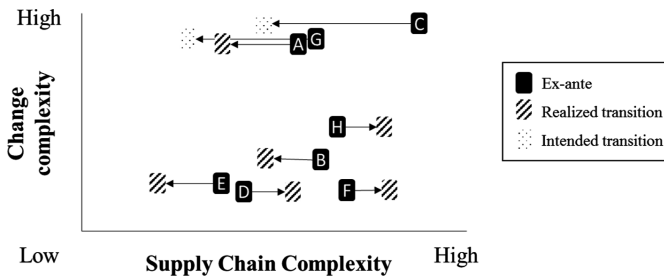 High
C
G
A
Change
complexity
H
B
E
D
F
Low
Supply Chain Complexity
High
Ex-ante
Realized transition
Intended transition